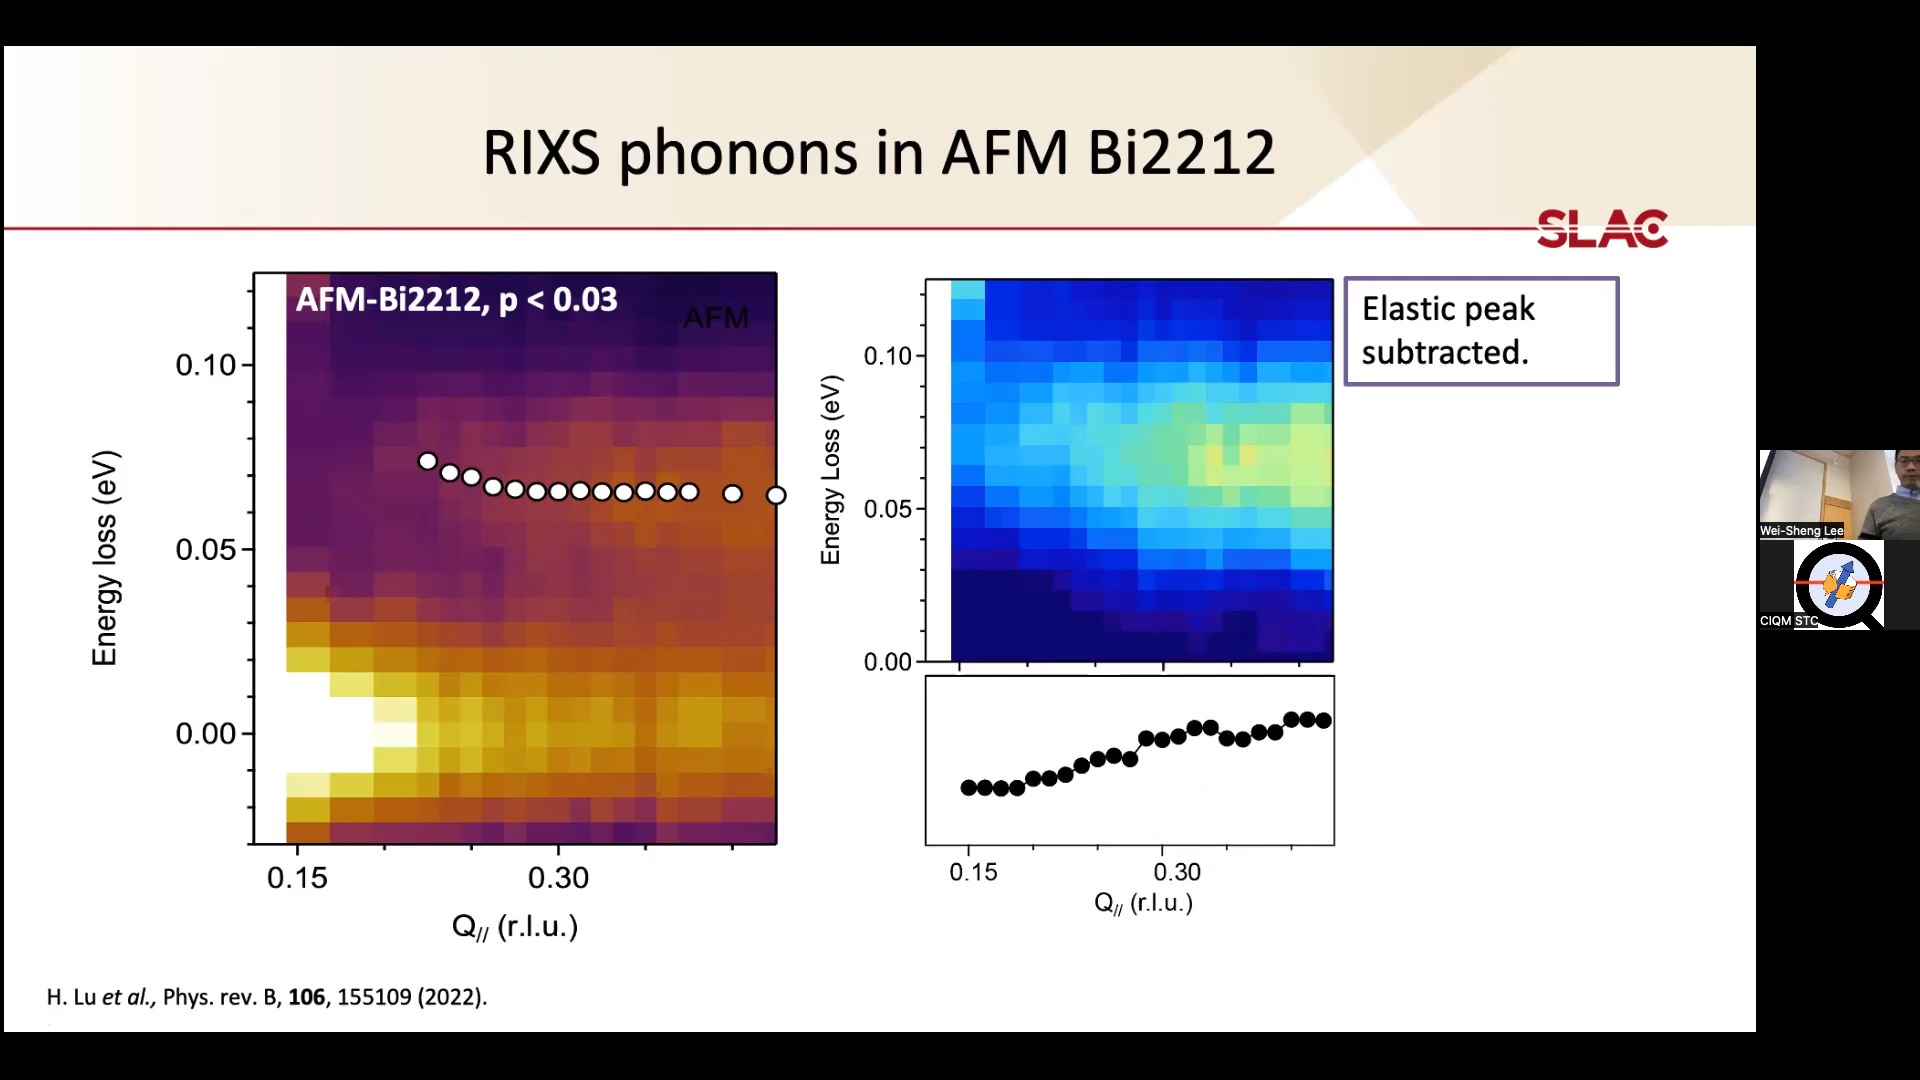 RIXS phonons in AFM Bi2212
SLAC
AFM-Bi2212, p < 0.03
AFM
0.10
0.05
0.00
Energy loss (eV)
0.15
0.30
Q// (r.l.u.)
Elastic peak
subtracted.
0.10
0.05
0.00
Energy Loss (eV)
0.15
0.30
Q// (r.l.u.)
H. Lu et al., Phys. rev. B, 106, 155109 (2022).
Wei-Sheng Lee
CIQM STC